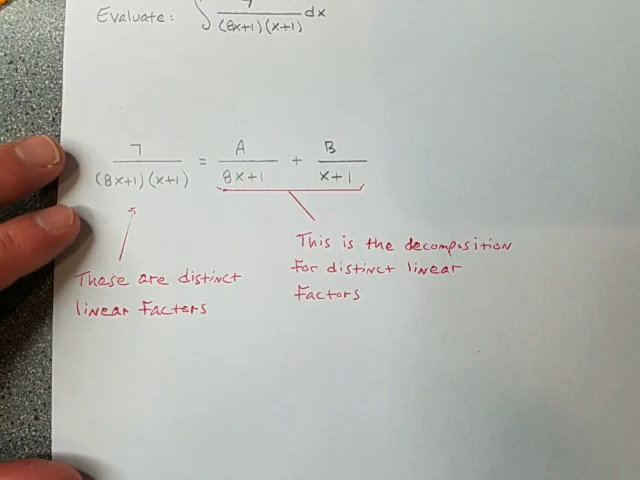 Evaluate: ∫ 7/((8x+1)(x+1)) dx
7/((8x+1)(x+1)) = A/(8x+1) + B/(x+1)
This is the decomposition
for distinct linear
factors
These are distinct
linear factors